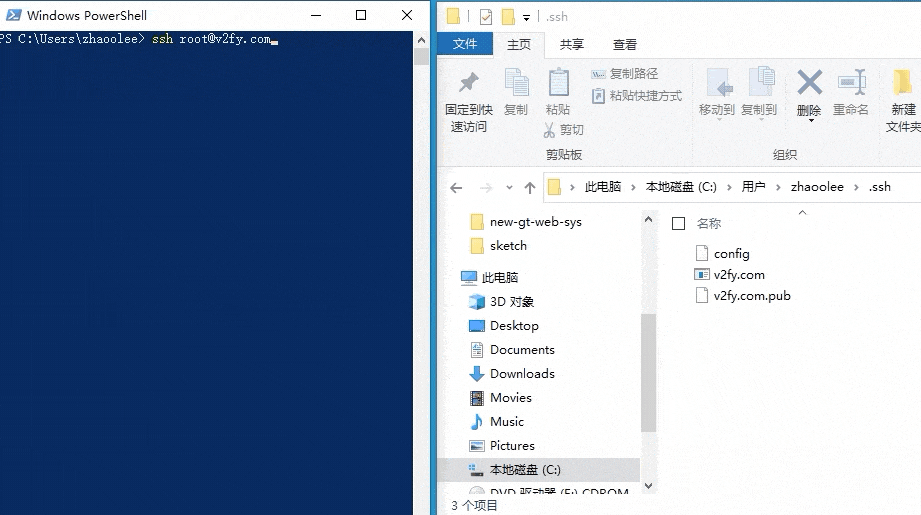 Windows PowerShell
PS C:\Users\zhaoolee> ssh root@v2fy.com
.ssh
文件 主页 共享 查看
固定到快速访问
复制
粘贴
复制路径
粘贴快捷方式
剪切
移动到 复制到
删除 重命名
新建
文件夹
剪贴板 组织
此电脑 本地磁盘 (C:) 用户 zhaoolee .ssh
new-gt-web-sys
sketch
此电脑
3D 对象
Desktop
Documents
Downloads
Movies
Music
Pictures
本地磁盘 (C:)
DVD 驱动器 (F:) CDROM
名称
config
v2fy.com
v2fy.com.pub
3 个项目